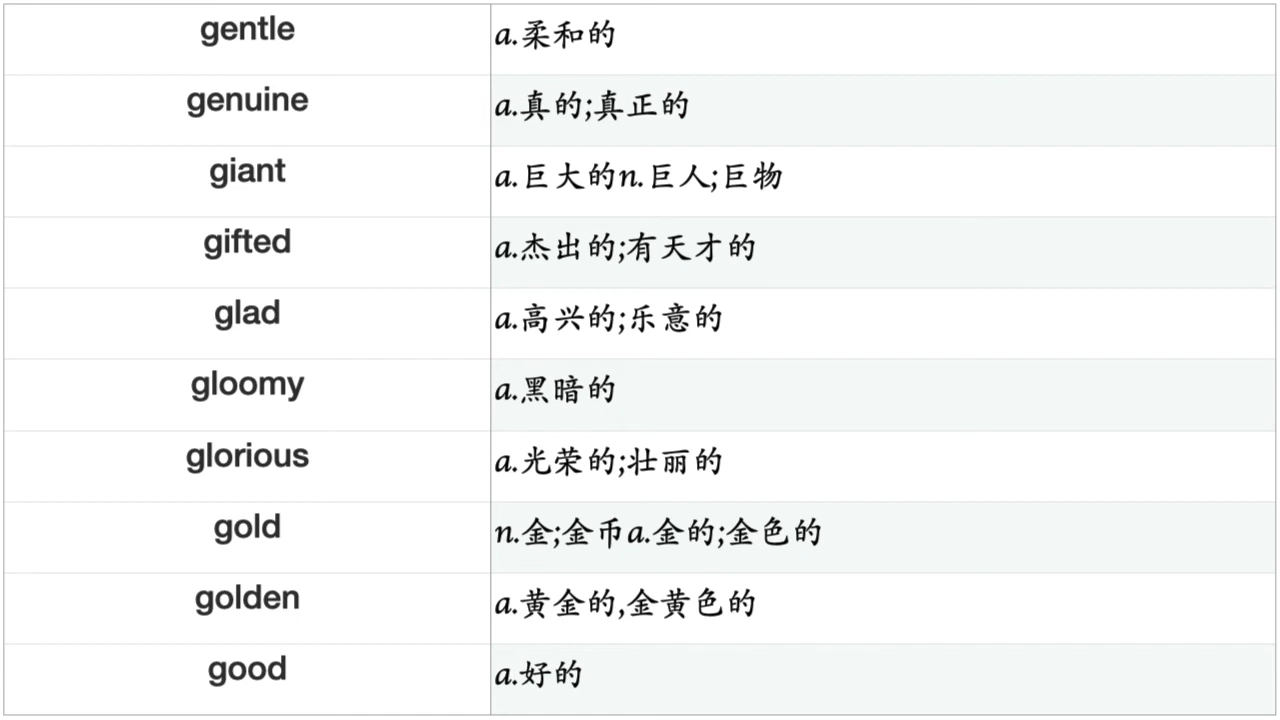 gentle a.柔和的
genuine a.真的;真正的
giant a.巨大的n.巨人;巨物
gifted a.杰出的;有天才的
glad a.高兴的;乐意的
gloomy a.黑暗的
glorious a.光荣的;壮丽的
gold n.金;金币a.金的;金色的
golden a.黄金的,金黄色的
good a.好的